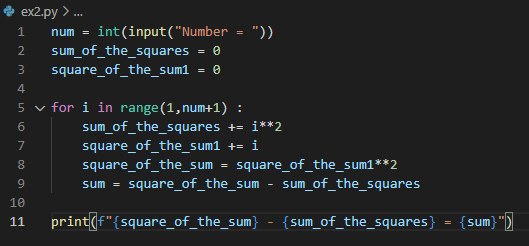 ex2.py > ...
1 num = int(input("Number = "))
2 sum_of_the_squares = 0
3 square_of_the_sum1 = 0
4
5 for i in range(1,num+1) :
6     sum_of_the_squares += i**2
7     square_of_the_sum1 += i
8     square_of_the_sum = square_of_the_sum1**2
9     sum = square_of_the_sum - sum_of_the_squares
10
11 print(f"{square_of_the_sum} - {sum_of_the_squares} = {sum}")